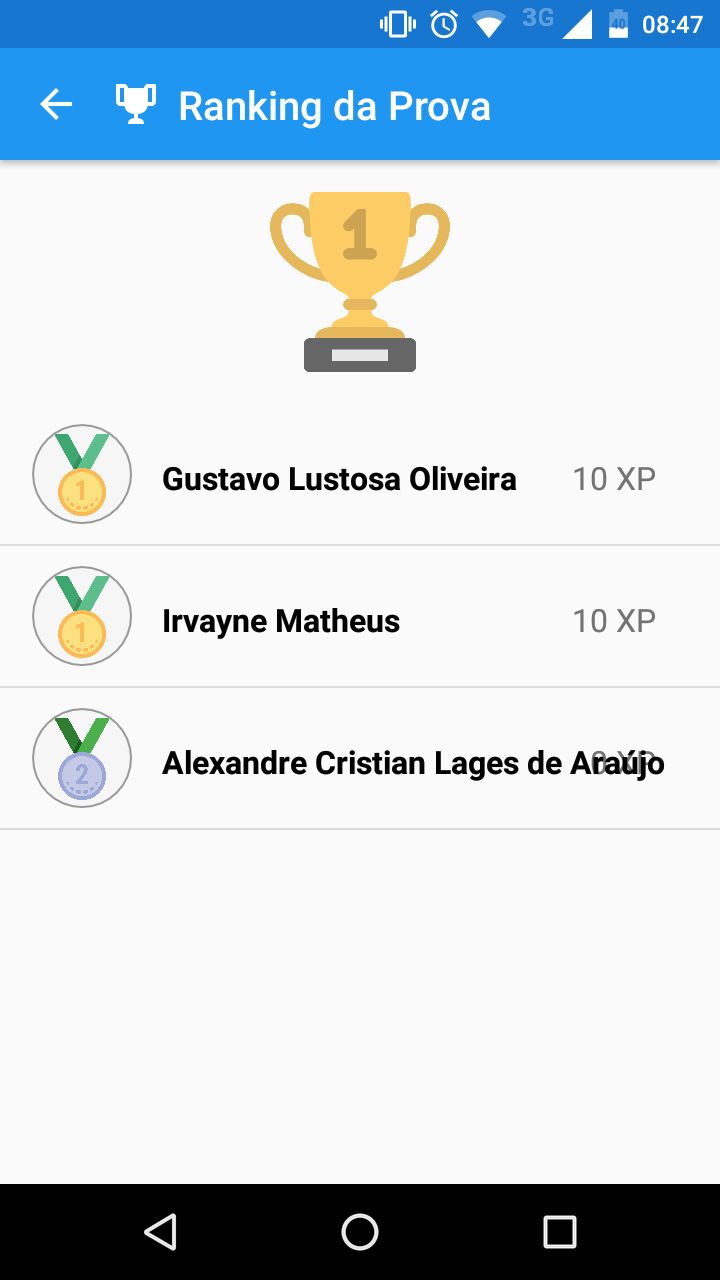 3G
40
08:47
Ranking da Prova
1
1
Gustavo Lustosa Oliveira 10 XP
1
Irvayne Matheus 10 XP
2
Alexandre Cristian Lages de Araújo XP